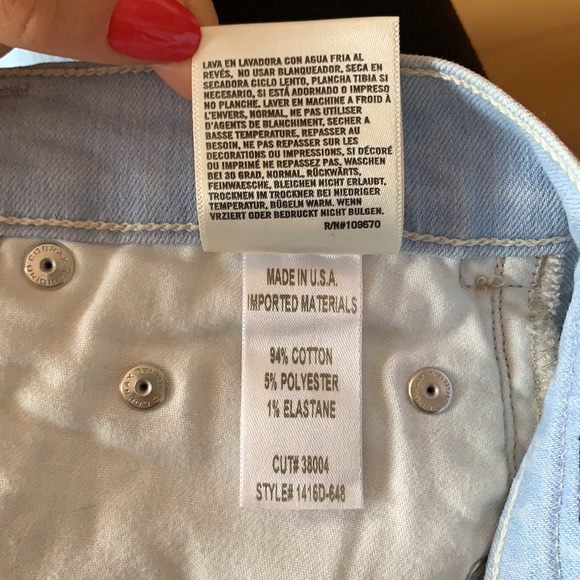 LAVA EN LAVADORA CON AGUA FRIA AL
REVÉS, NO USAR BLANQUEADOR, SECA EN
SECADORA CICLO LENTO, PLANCHA TIBIA SI
NECESARIO, SI ESTÁ ADORNADO O IMPRESO
NO PLANCHE. LAVER EN MACHINE A FROID À
L'ENVERS, NORMAL, NE PAS UTILISER
D'AGENTS DE BLANCHIMENT, SECHER A
BASSE TEMPERATURE, REPASSER AU
BESOIN, NE PAS REPASSER SUR LES
DECORATIONS OU IMPRESSIONS, SI DÉCORÉ
OU IMPRIMÉ NE REPASSEZ PAS, WASCHEN
BEI 30 GRAD, NORMAL, RÜCKWÄRTS,
FEINWAESCHE, BLEICHEN NICHT ERLAUBT,
TROCKNEN IM TROCKNER BEI NIEDRIGER
TEMPERATUR, BÜGELN WARM. WENN
VRZIERT ODER BEDRUCKT NICHT BULGEN.
R/N#109670
MADE IN U.S.A.
IMPORTED MATERIALS
94% COTTON
5% POLYESTER
1% ELASTANE
CUT# 38004
STYLE# 1416D-648